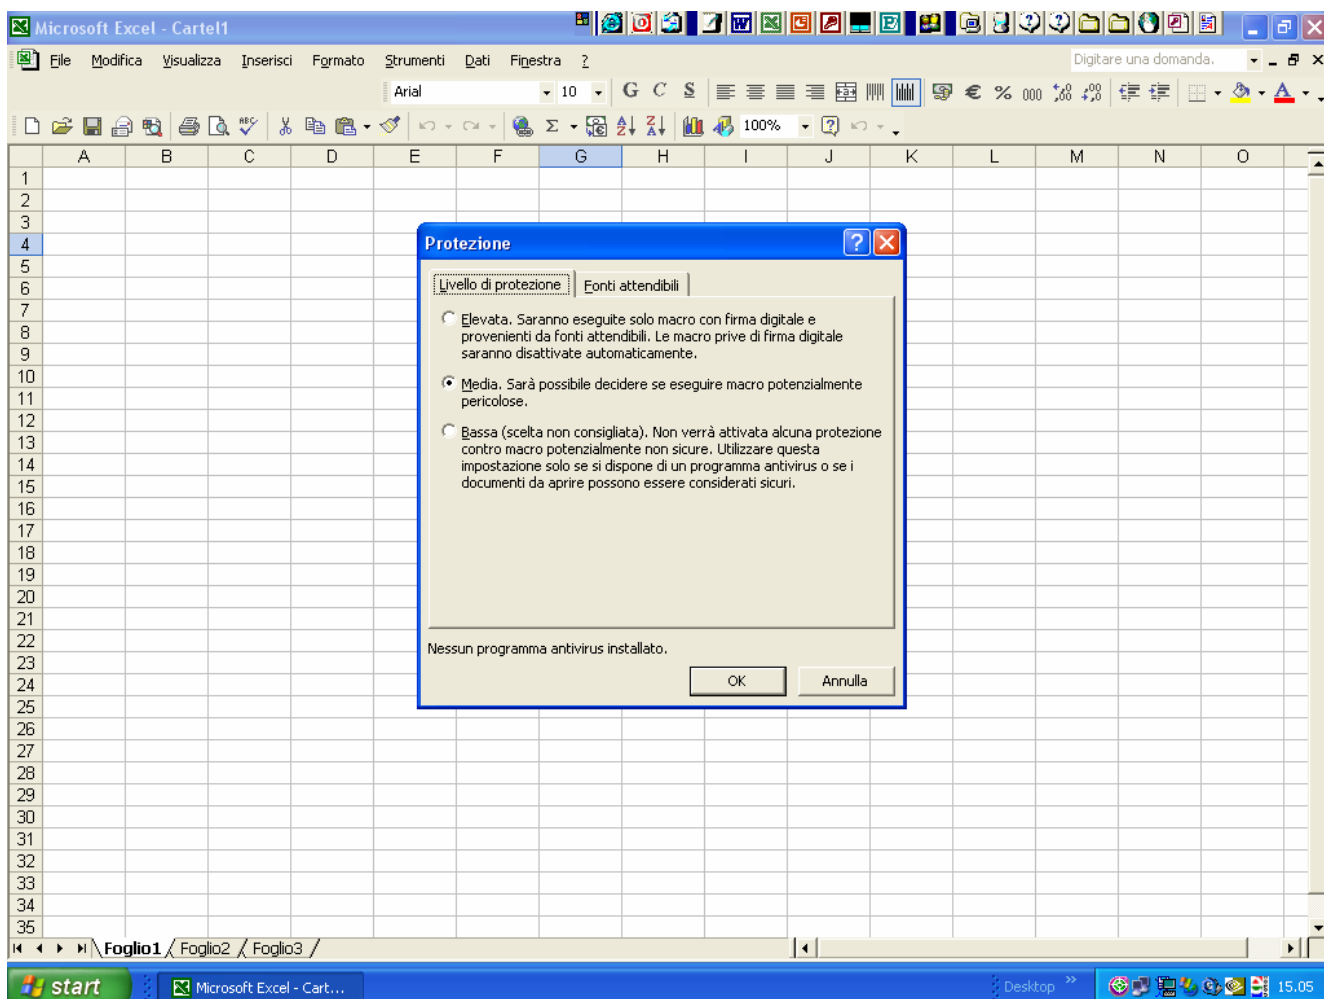 Microsoft Excel - Cartel1
File Modifica Visualizza Inserisci Formato Strumenti Dati Finestra ?
Digitare una domanda.
Arial 10 G C S € % 000
100%
A B C D E F G H I J K L M N O
1
2
3
4
5
6
7
8
9
10
11
12
13
14
15
16
17
18
19
20
21
22
23
24
25
26
27
28
29
30
31
32
33
34
35
Protezione
Livello di protezione Fonti attendibili
Elevata. Saranno eseguite solo macro con firma digitale e
provenienti da fonti attendibili. Le macro prive di firma digitale
saranno disattivate automaticamente.
Media. Sarà possibile decidere se eseguire macro potenzialmente
pericolose.
Bassa (scelta non consigliata). Non verrà attivata alcuna protezione
contro macro potenzialmente non sicure. Utilizzare questa
impostazione solo se si dispone di un programma antivirus o se i
documenti da aprire possono essere considerati sicuri.
Nessun programma antivirus installato.
OK Annulla
Foglio1 Foglio2 Foglio3
start Microsoft Excel - Cart... Desktop » 15.05